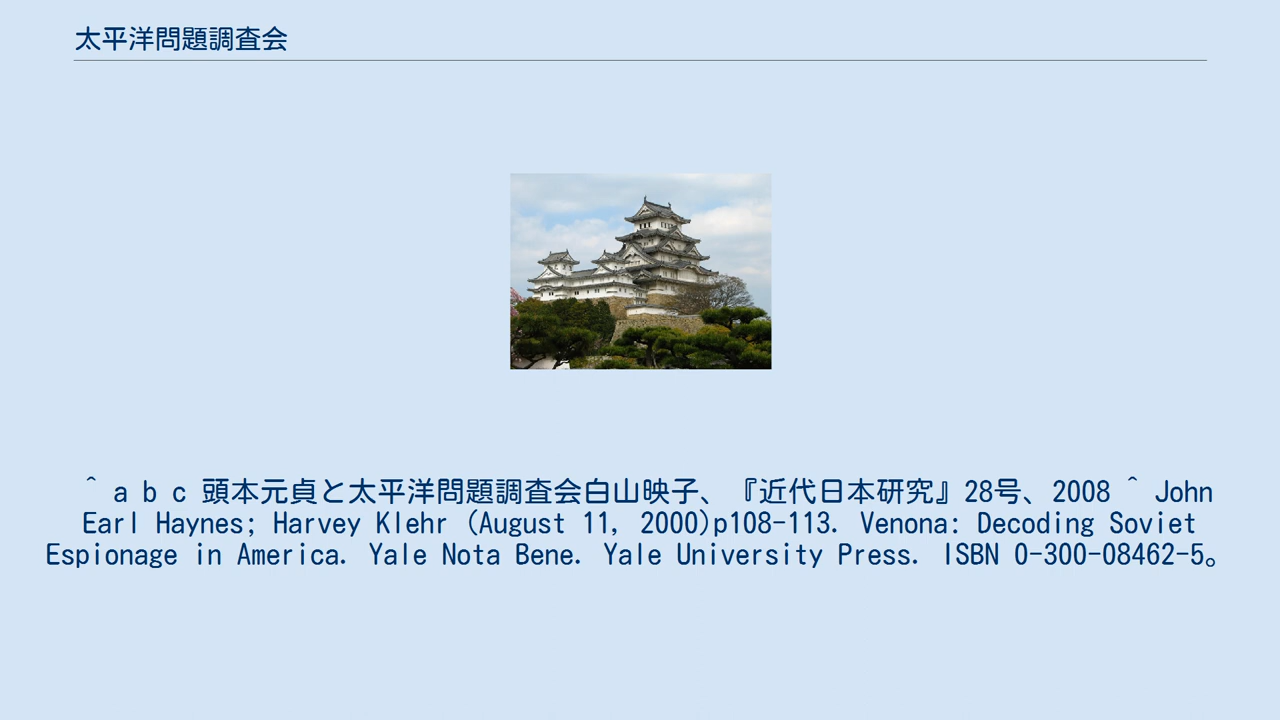 太平洋問題調査会
^ a b c 頭本元貞と太平洋問題調査会白山映子、『近代日本研究』28号、2008 ^ John
Earl Haynes; Harvey Klehr (August 11, 2000)p108-113. Venona: Decoding Soviet
Espionage in America. Yale Nota Bene. Yale University Press. ISBN 0-300-08462-5。